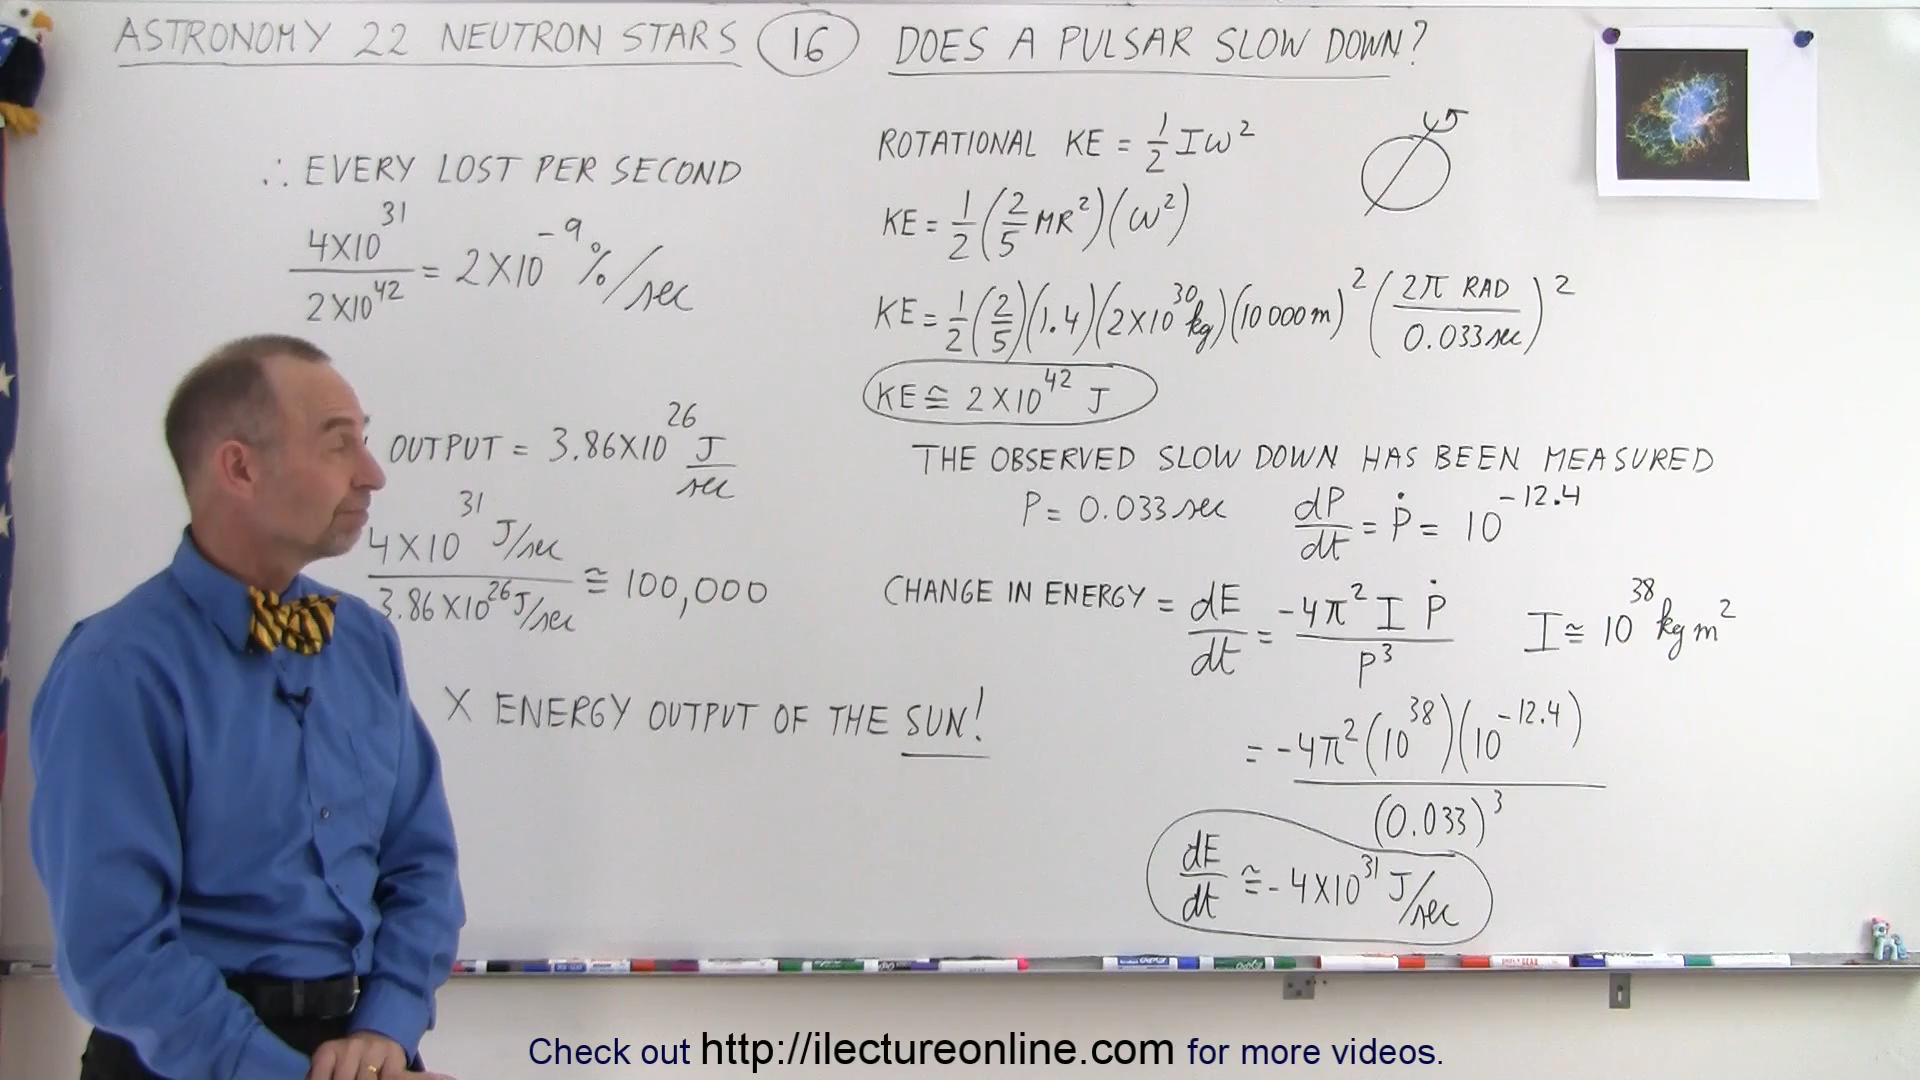 ASTRONOMY 22 NEUTRON STARS 16 DOES A PULSAR SLOW DOWN?
∴ EVERY LOST PER SECOND
4X10^31 / 2X10^42 = 2X10^-9 %/sec
OUTPUT = 3.86X10^26 J/sec
4X10^31 J/sec / 3.86X10^26 J/sec ≅ 100,000
X ENERGY OUTPUT OF THE SUN!
ROTATIONAL KE = 1/2 Iω^2
KE = 1/2 (2/5 MR^2)(ω^2)
KE = 1/2 (2/5)(1.4)(2X10^30 kg)(10000 m)^2 (2π RAD / 0.033 sec)^2
KE ≅ 2X10^42 J
THE OBSERVED SLOW DOWN HAS BEEN MEASURED
P = 0.033 sec dP/dt = Ṗ = 10^-12.4
CHANGE IN ENERGY = dE/dt = -4π^2 I Ṗ / P^3 I ≅ 10^38 kg m^2
= -4π^2 (10^38)(10^-12.4) / (0.033)^3
dE/dt ≅ -4X10^31 J/sec
Check out http://ilectureonline.com for more videos.